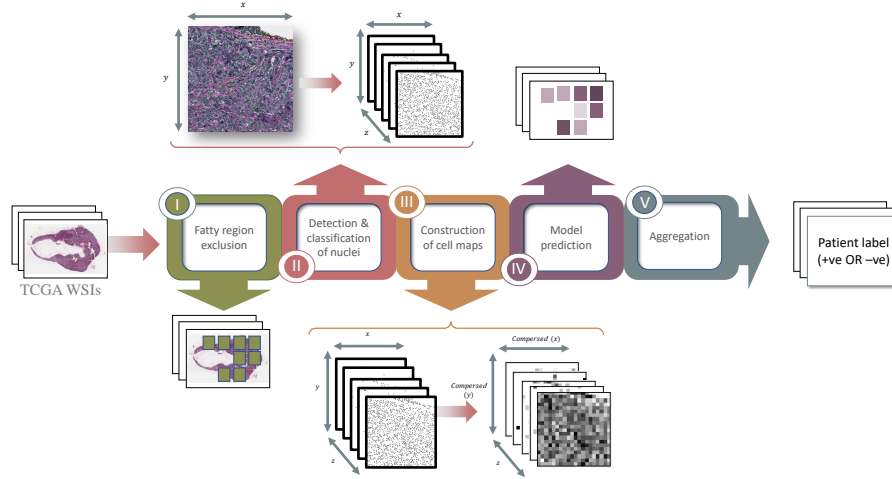 x
y
x
y
z
I
Fatty region
exclusion
Detection &
classification
of nuclei
II
III
Construction
of cell maps
Model
prediction
IV
V
Aggregation
Patient label
(+ve OR –ve)
TCGA WSIs
x
y
z
Compersed (x)
Compersed
(y)
z